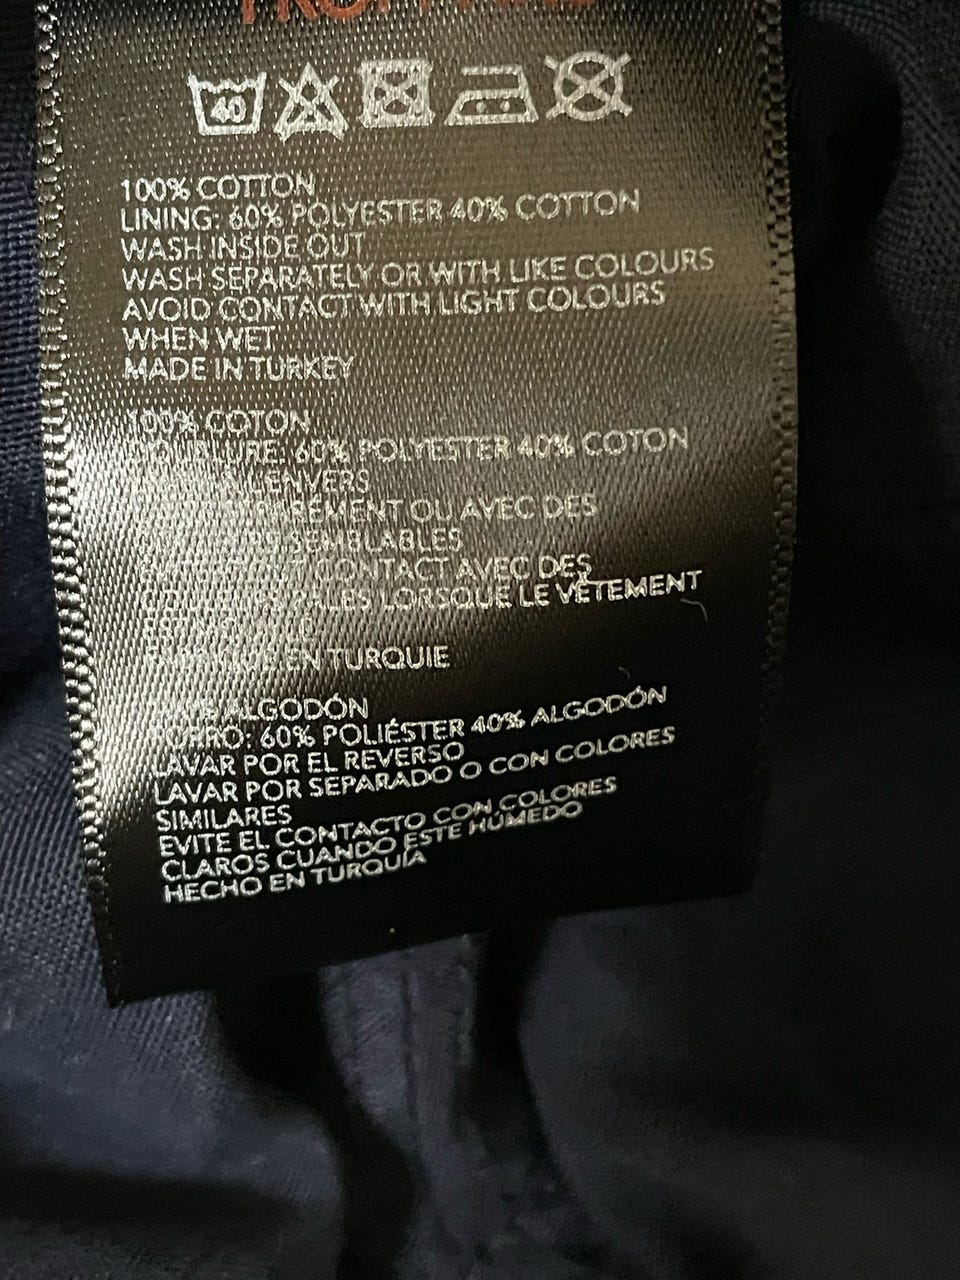 40
100% COTTON
LINING: 60% POLYESTER 40% COTTON
WASH INSIDE OUT
WASH SEPARATELY OR WITH LIKE COLOURS
AVOID CONTACT WITH LIGHT COLOURS
WHEN WET
MADE IN TURKEY
100% COTON
60% POLYESTER 40% COTON
L'ENVERS
OU AVEC DES
SEMBLABLES
CONTACT AVEC DES
PÂLES LORSQUE LE VÊTEMENT
EN TURQUIE
ALGODÓN
FORRO: 60% POLIÉSTER 40% ALGODÓN
LAVAR POR EL REVERSO
LAVAR POR SEPARADO O CON COLORES
SIMILARES
EVITE EL CONTACTO CON COLORES
CLAROS CUANDO ESTE HÚMEDO
HECHO EN TURQUÍA